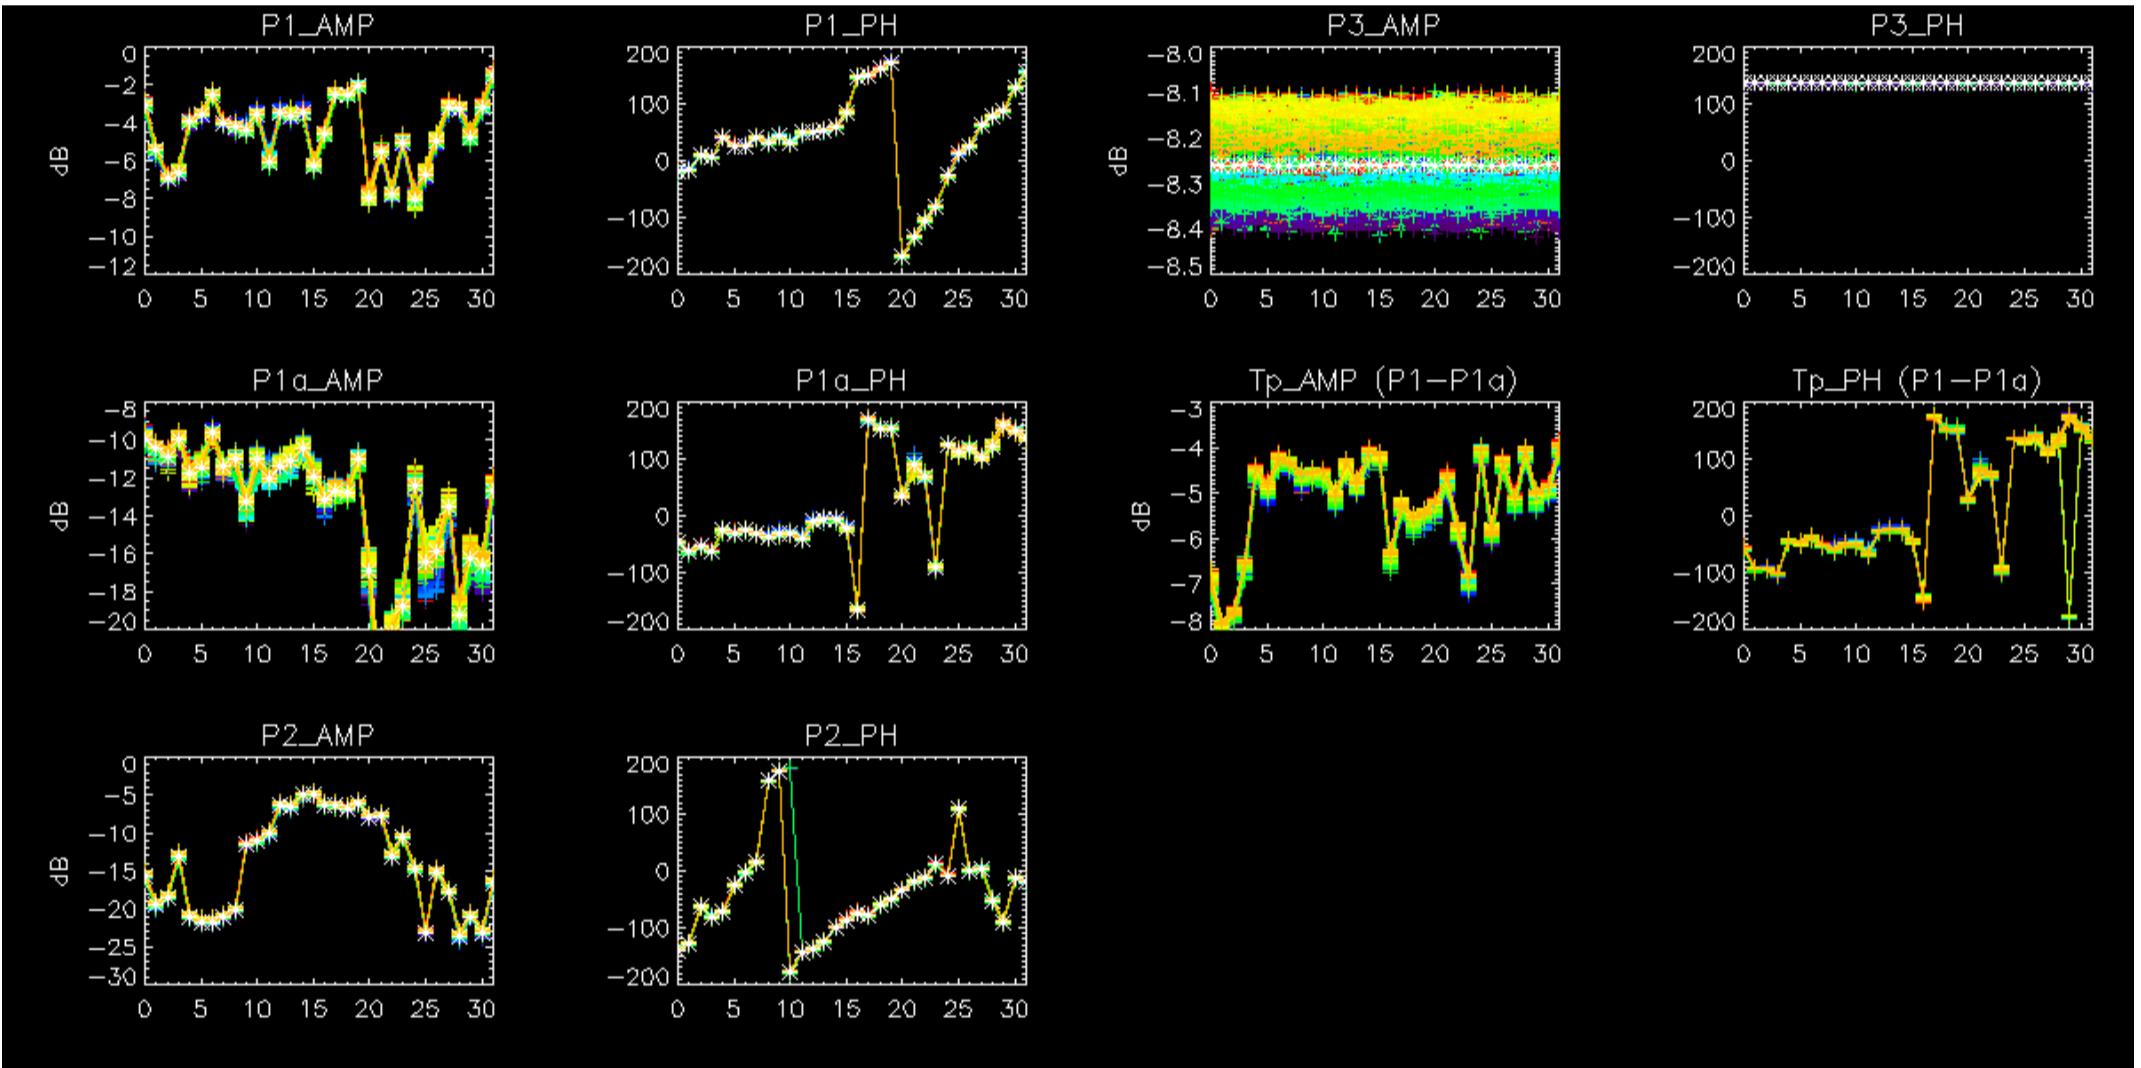 P1_AMP
0
−2
−4
−6
−8
−10
−12
dB
0 5 10 15 20 25 30
P1_PH
200
100
0
−100
−200
0 5 10 15 20 25 30
P3_AMP
−8.0
−8.1
−8.2
−8.3
−8.4
−8.5
dB
0 5 10 15 20 25 30
P3_PH
200
100
0
−100
−200
0 5 10 15 20 25 30
P1a_AMP
−8
−10
−12
−14
−16
−18
−20
dB
0 5 10 15 20 25 30
P1a_PH
200
100
0
−100
−200
0 5 10 15 20 25 30
Tp_AMP (P1−P1a)
−3
−4
−5
−6
−7
−8
dB
0 5 10 15 20 25 30
Tp_PH (P1−P1a)
200
100
0
−100
−200
0 5 10 15 20 25 30
P2_AMP
0
−5
−10
−15
−20
−25
−30
dB
0 5 10 15 20 25 30
P2_PH
200
100
0
−100
−200
0 5 10 15 20 25 30